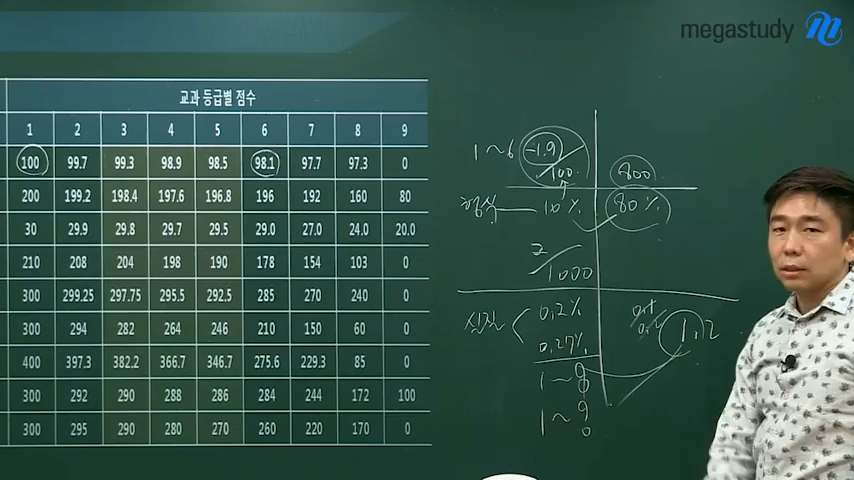 megastudy
교과 등급별 점수
1 2 3 4 5 6 7 8 9
100 99.7 99.3 98.9 98.5 98.1 97.7 97.3 0
200 199.2 198.4 197.6 196.8 196 192 160 80
30 29.9 29.8 29.7 29.5 29.0 27.0 24.0 20.0
210 208 204 198 190 178 154 103 0
300 299.25 297.75 295.5 292.5 285 270 240 0
300 294 282 264 246 210 150 60 0
400 397.3 382.2 366.7 346.7 275.6 229.3 85 0
300 292 290 288 286 284 244 172 100
300 295 290 280 270 260 220 170 0
1~6 -1.9
100 800
형식 10% 80%
2
1000
실질 0.2%
0.27% 1.2
1~8
1~9
0